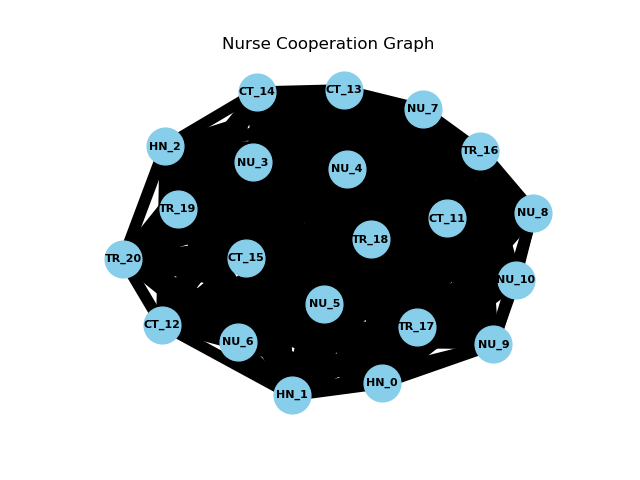 Nurse Cooperation Graph
CT_14
CT_13
NU_7
HN_2
TR_16
NU_3
NU_4
TR_19
NU_8
CT_11
TR_18
TR_20
CT_15
NU_10
NU_5
CT_12
TR_17
NU_6
NU_9
HN_0
HN_1